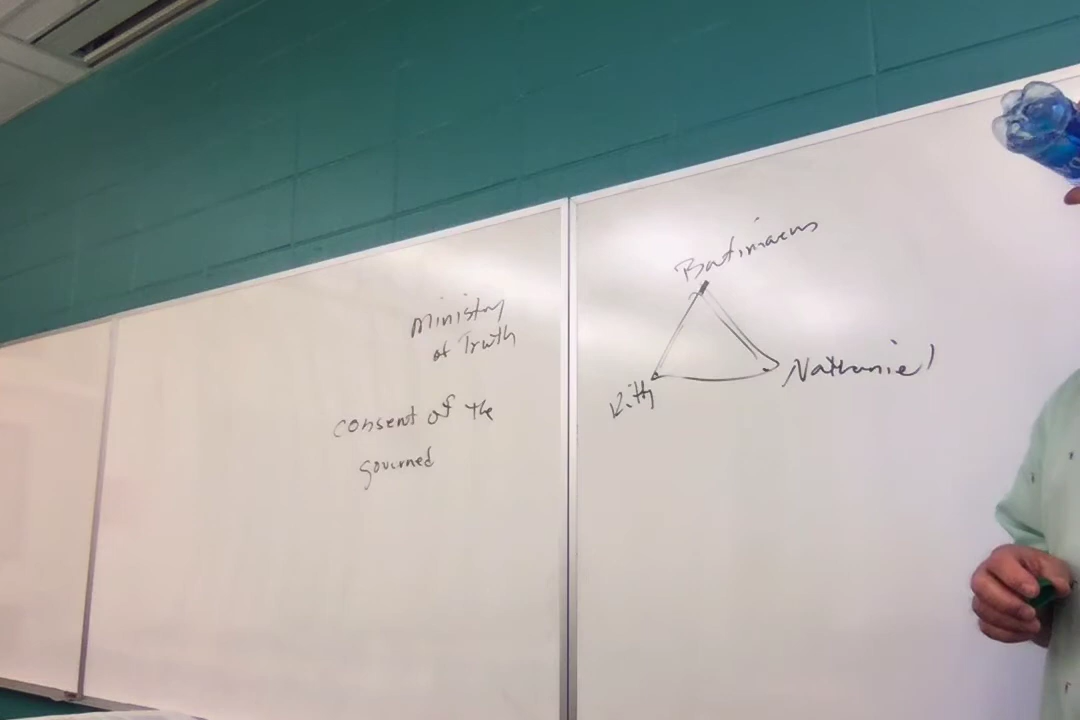 Ministry
of Truth
consent of the
governed
Bartimaeus
Kitty
Nathaniel